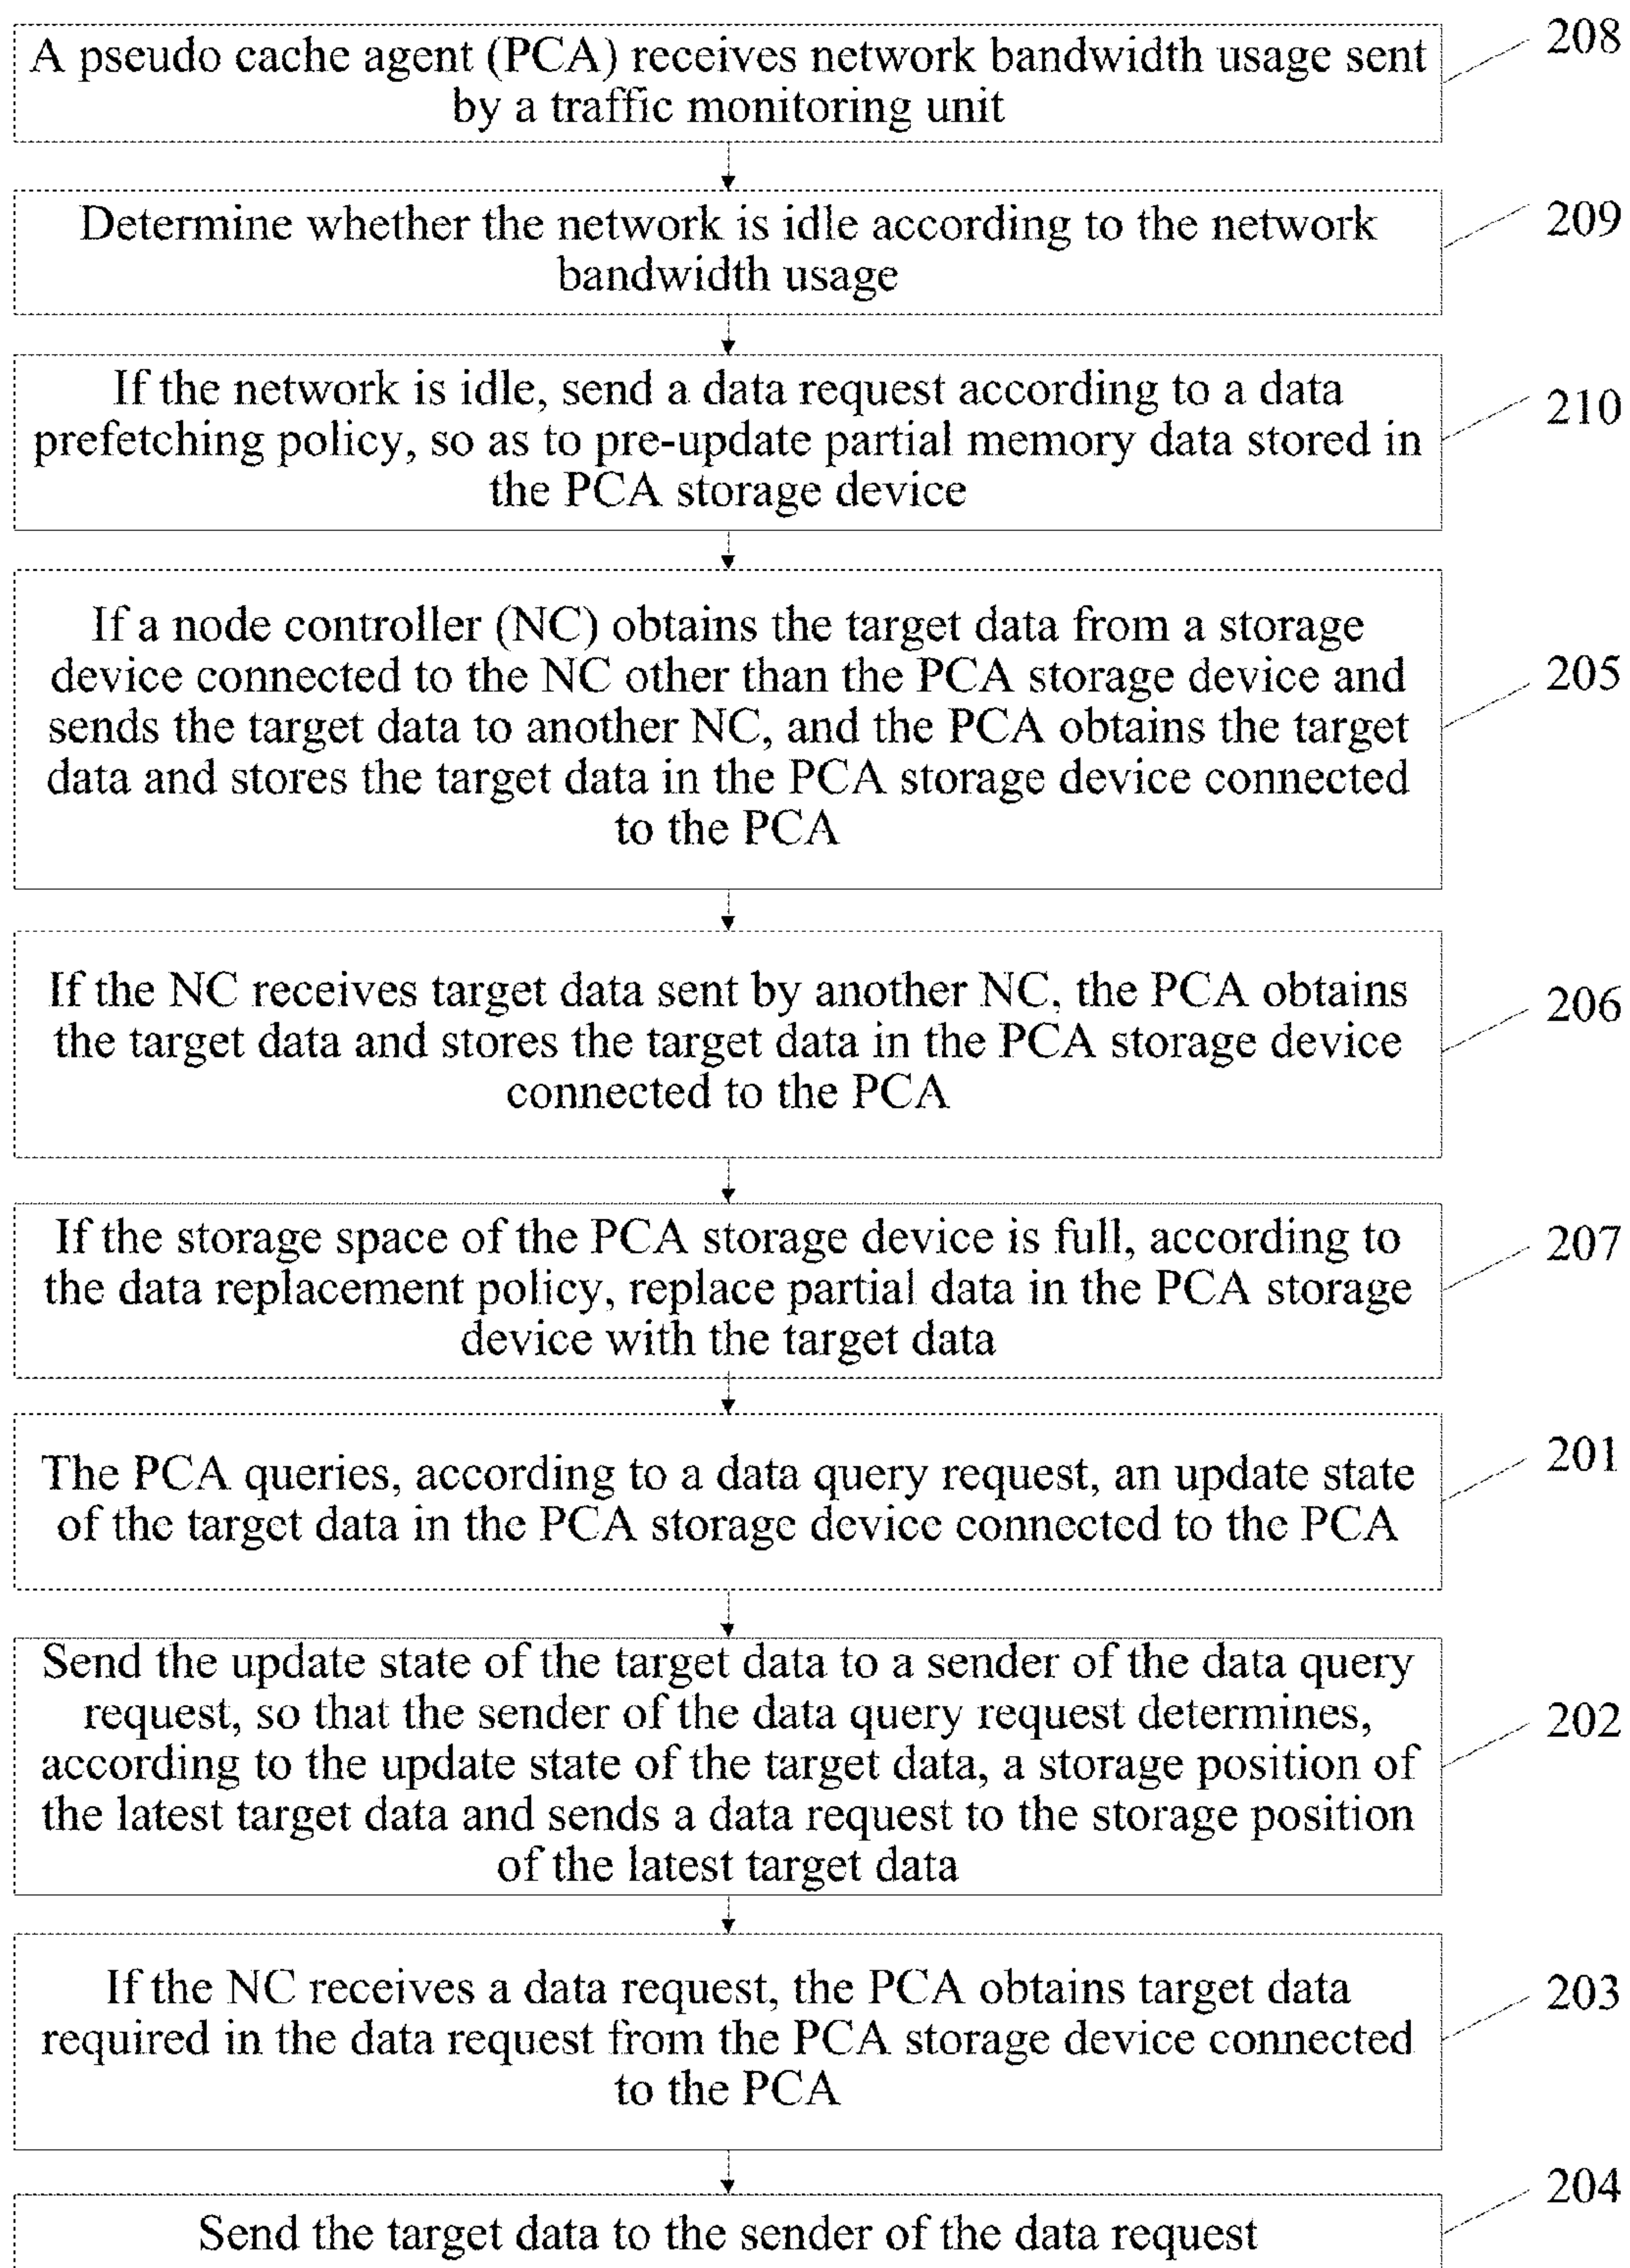 A pseudo cache agent (PCA) receives network bandwidth usage sent
by a traffic monitoring unit
208
Determine whether the network is idle according to the network
bandwidth usage
209
If the network is idle, send a data request according to a data
prefetching policy, so as to pre-update partial memory data stored in
the PCA storage device
210
If a node controller (NC) obtains the target data from a storage
device connected to the NC other than the PCA storage device and
sends the target data to another NC, and the PCA obtains the target
data and stores the target data in the PCA storage device connected
to the PCA
205
If the NC receives target data sent by another NC, the PCA obtains
the target data and stores the target data in the PCA storage device
connected to the PCA
206
If the storage space of the PCA storage device is full, according to
the data replacement policy, replace partial data in the PCA storage
device with the target data
207
The PCA queries, according to a data query request, an update state
of the target data in the PCA storage device connected to the PCA
201
Send the update state of the target data to a sender of the data query
request, so that the sender of the data query request determines,
according to the update state of the target data, a storage position of
the latest target data and sends a data request to the storage position
of the latest target data
202
If the NC receives a data request, the PCA obtains target data
required in the data request from the PCA storage device connected
to the PCA
203
Send the target data to the sender of the data request
204